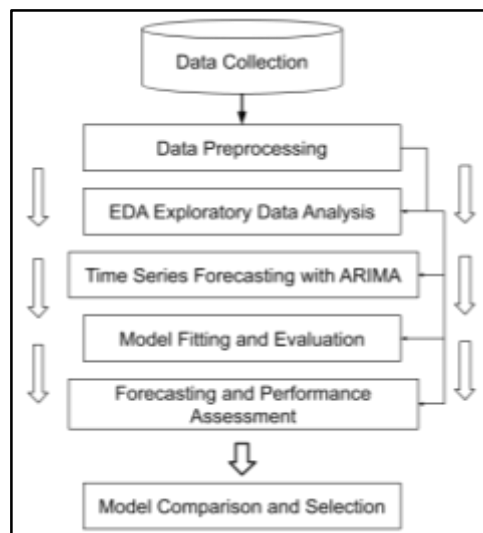 Data Collection
Data Preprocessing
EDA Exploratory Data Analysis
Time Series Forecasting with ARIMA
Model Fitting and Evaluation
Forecasting and Performance
Assessment
Model Comparison and Selection